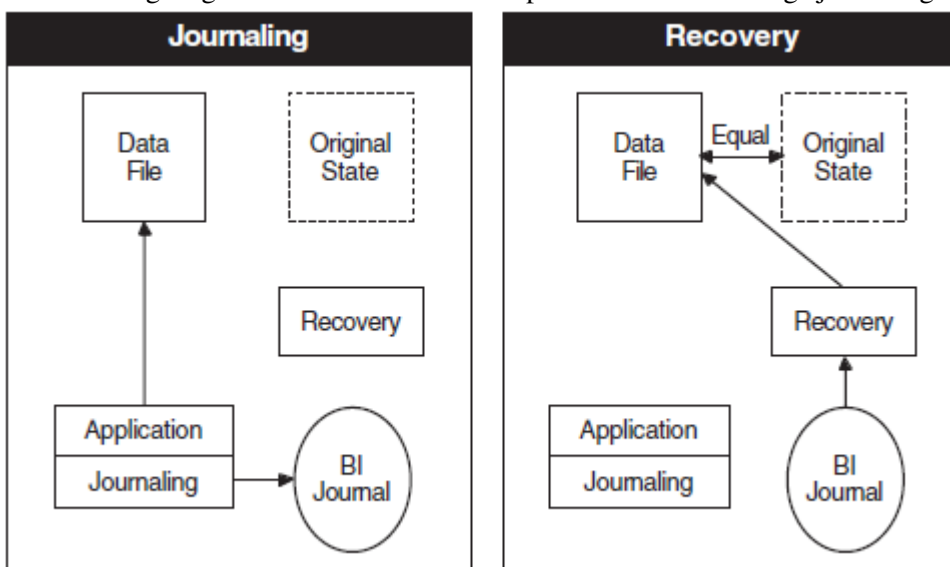 Journaling
Data
File
Original
State
Recovery
Application
Journaling
BI
Journal
Recovery
Data
File
Equal
Original
State
Recovery
Application
Journaling
BI
Journal